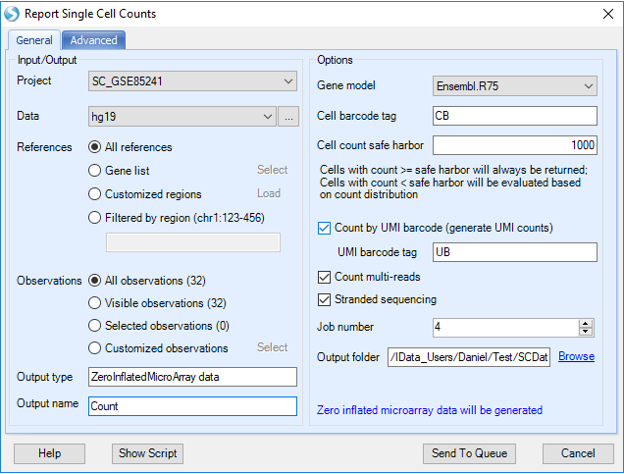 Report Single Cell Counts
General
Advanced
Input/Output
Project
SC_GSE85241
Data
hg19
...
References
All references
Gene list
Select
Customized regions
Load
Filtered by region (chr1:123-456)
Observations
All observations (32)
Visible observations (32)
Selected observations (0)
Customized observations
Select
Output type
ZeroInflatedMicroArray data
Output name
Count
Options
Gene model
Ensembl.R75
Cell barcode tag
CB
Cell count safe harbor
1000
Cells with count >= safe harbor will always be returned;
Cells with count < safe harbor will be evaluated based
on count distribution
Count by UMI barcode (generate UMI counts)
UMI barcode tag
UB
Count multi-reads
Stranded sequencing
Job number
4
Output folder
/IData_Users/Daniel/Test/SCDat
Browse
Zero inflated microarray data will be generated
Help
Show Script
Send To Queue
Cancel